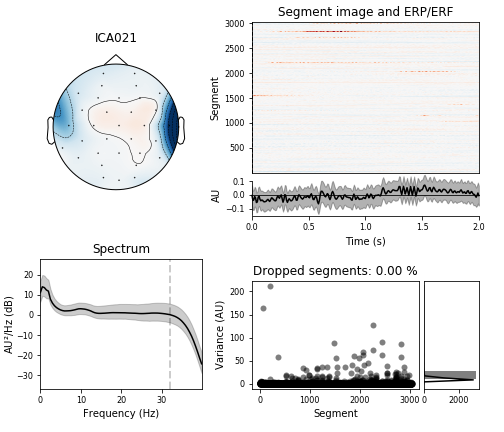 ICA021
Segment image and ERP/ERF
Segment
3000
2500
2000
1500
1000
500
AU
0.1
0.0
−0.1
0.0 0.5 1.0 1.5 2.0
Time (s)
Spectrum
AU²/Hz (dB)
20
10
0
−10
−20
−30
0 10 20 30
Frequency (Hz)
Dropped segments: 0.00 %
Variance (AU)
200
150
100
50
0
0 1000 2000 3000
Segment
0 2000